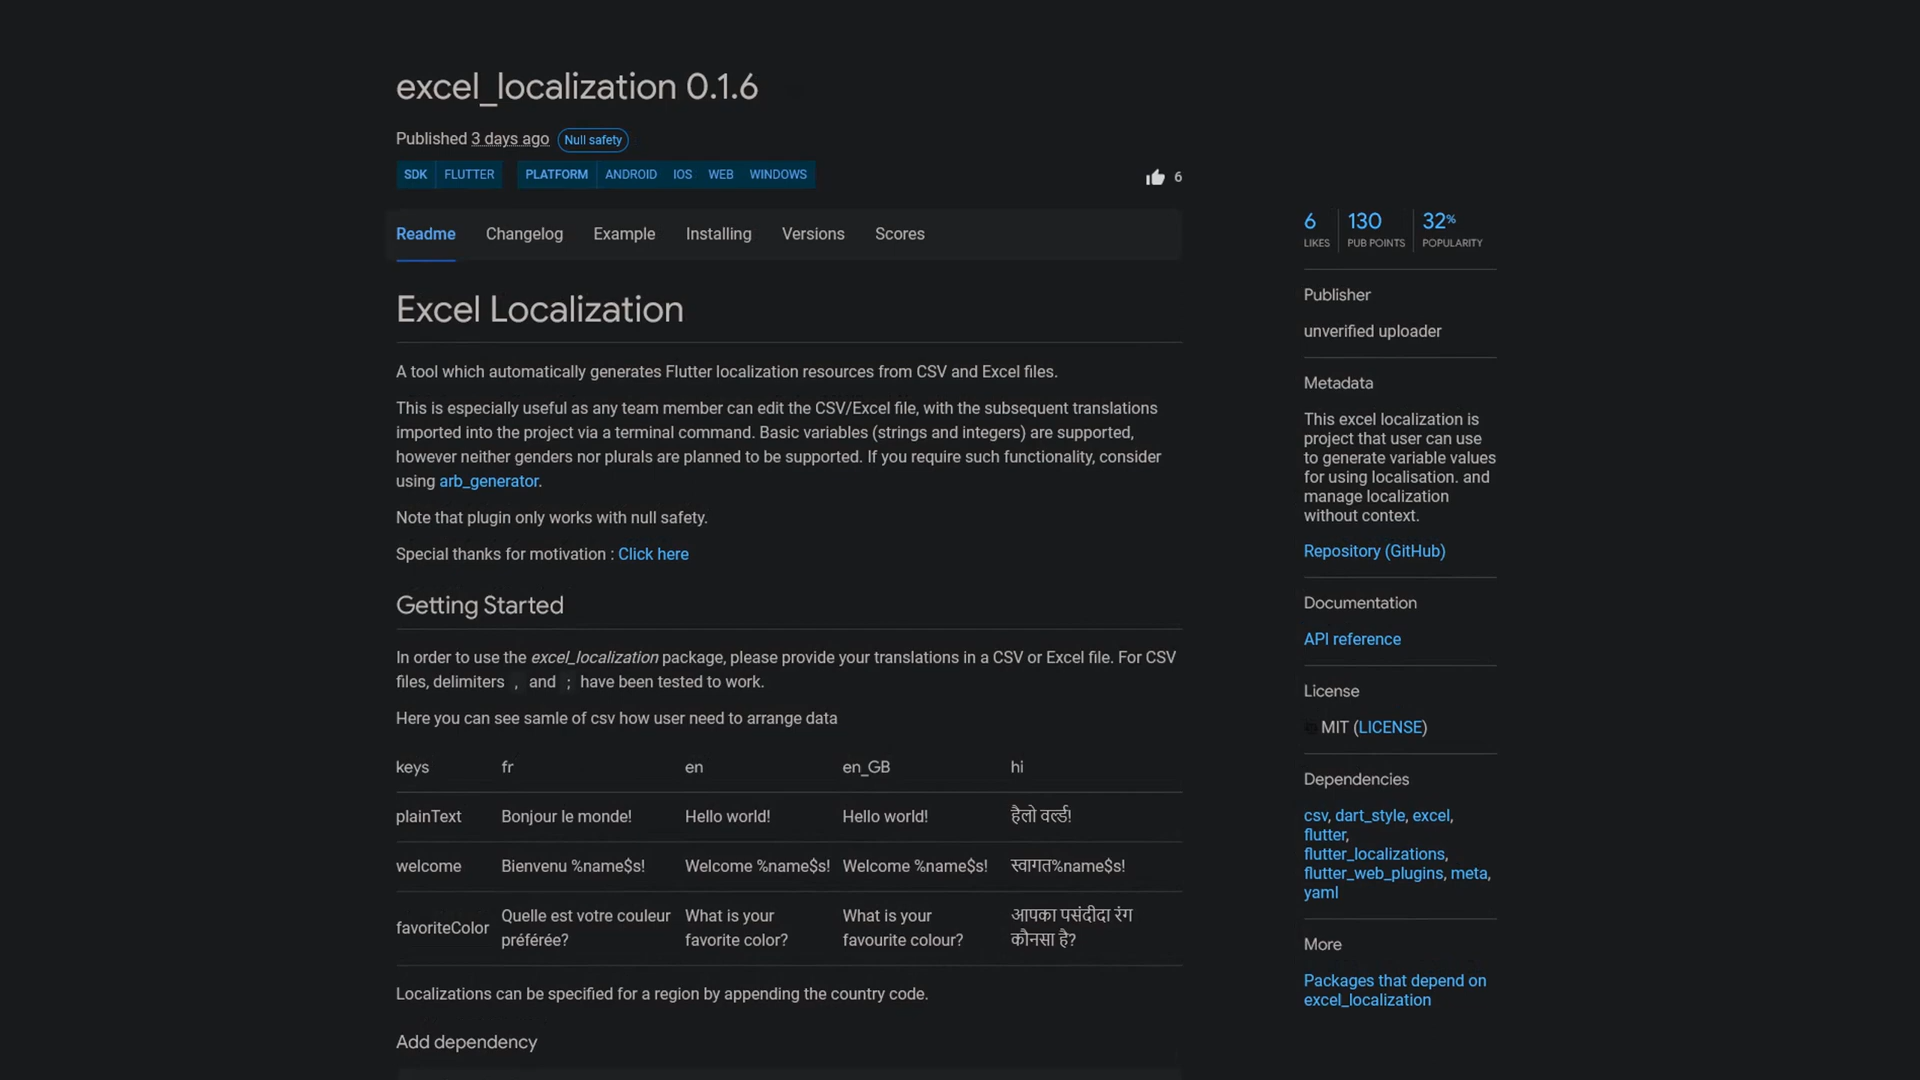 excel_localization 0.1.6
Published 3 days ago Null safety
SDK FLUTTER PLATFORM ANDROID IOS WEB WINDOWS
6
Readme Changelog Example Installing Versions Scores
Excel Localization
A tool which automatically generates Flutter localization resources from CSV and Excel files.
This is especially useful as any team member can edit the CSV/Excel file, with the subsequent translations
imported into the project via a terminal command. Basic variables (strings and integers) are supported,
however neither genders nor plurals are planned to be supported. If you require such functionality, consider
using arb_generator.
Note that plugin only works with null safety.
Special thanks for motivation : Click here
Getting Started
In order to use the excel_localization package, please provide your translations in a CSV or Excel file. For CSV
files, delimiters , and ; have been tested to work.
Here you can see samle of csv how user need to arrange data
keys fr en en_GB hi
plainText Bonjour le monde! Hello world! Hello world! हैलो वर्ल्ड!
welcome Bienvenu %name$s! Welcome %name$s! Welcome %name$s! स्वागत%name$s!
favoriteColor Quelle est votre couleur préférée? What is your favorite color? What is your favourite colour? आपका पसंदीदा रंग कौनसा है?
Localizations can be specified for a region by appending the country code.
Add dependency
6 130 32%
LIKES PUB POINTS POPULARITY
Publisher
unverified uploader
Metadata
This excel localization is
project that user can use
to generate variable values
for using localisation. and
manage localization
without context.
Repository (GitHub)
Documentation
API reference
License
MIT (LICENSE)
Dependencies
csv, dart_style, excel,
flutter,
flutter_localizations,
flutter_web_plugins, meta,
yaml
More
Packages that depend on
excel_localization